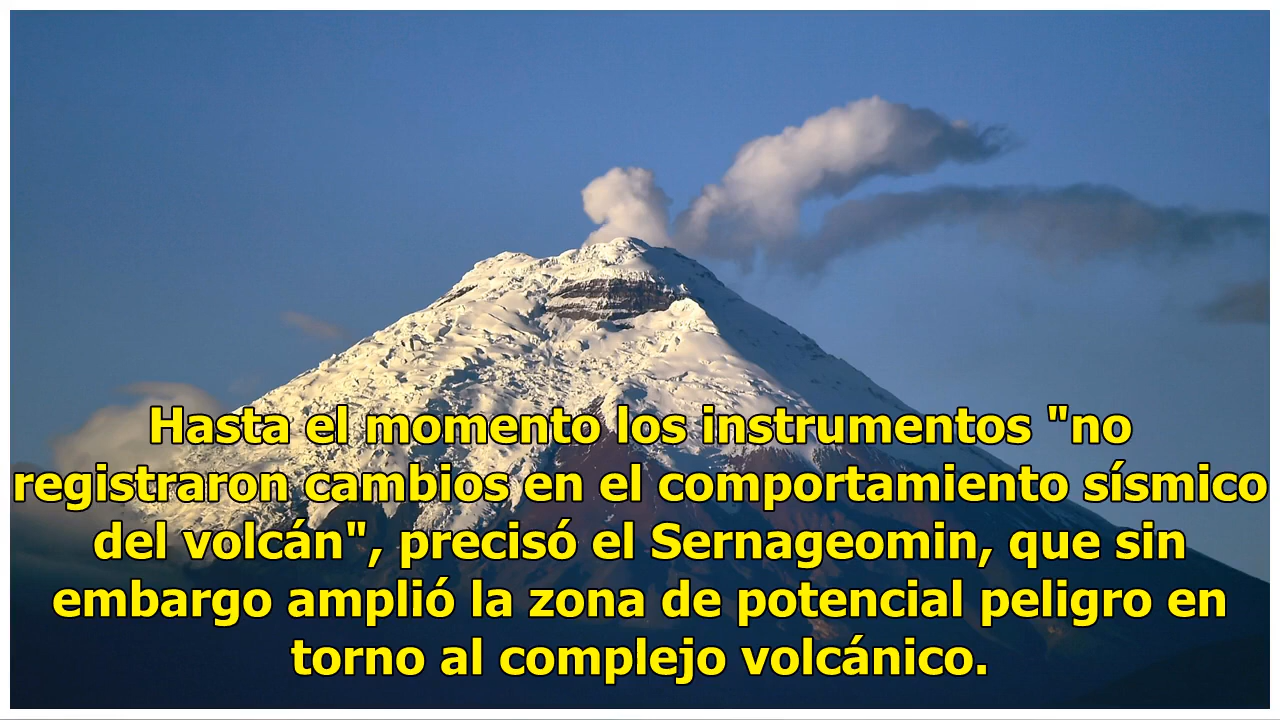 Hasta el momento los instrumentos "no
registraron cambios en el comportamiento sísmico
del volcán", precisó el Sernageomin, que sin
embargo amplió la zona de potencial peligro en
torno al complejo volcánico.